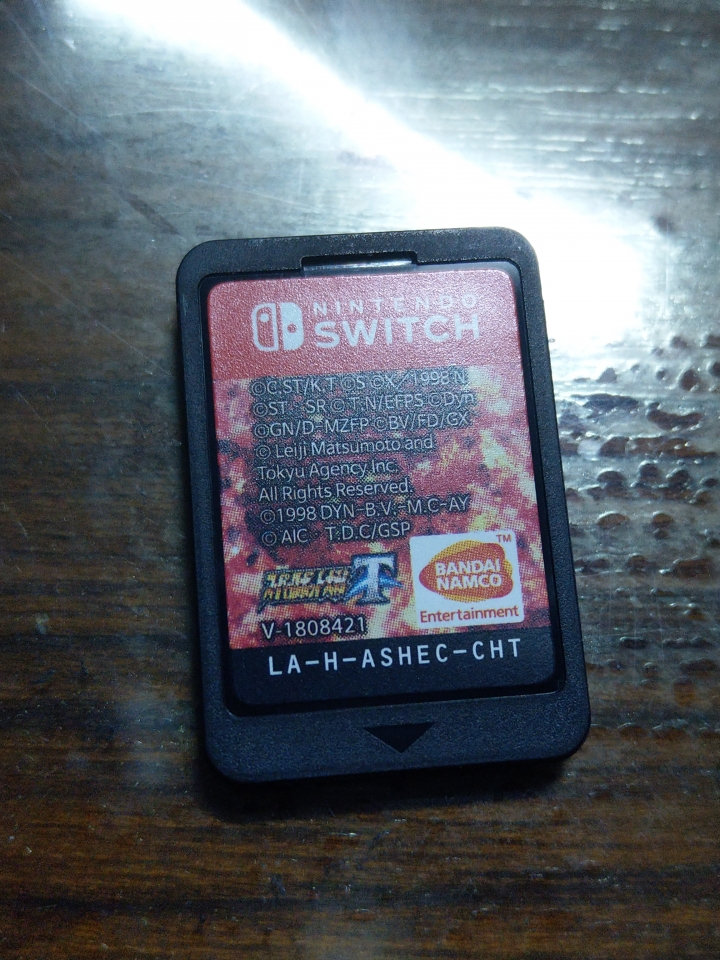 NINTENDO
SWITCH
©C,ST/K,T ©S ©X／1998 N
©ST・SR ©T-N/EFPS ©Dyn
©GN/D-MZFP ©BV/FD/GX
© Leiji Matsumoto and
Tokyu Agency Inc.
All Rights Reserved.
©1998 DYN-B.V.-M.C-AY
© AIC・T.D.C/GSP
T
TM
BANDAI
NAMCO
Entertainment
V-1808421
LA-H-ASHEC-CHT